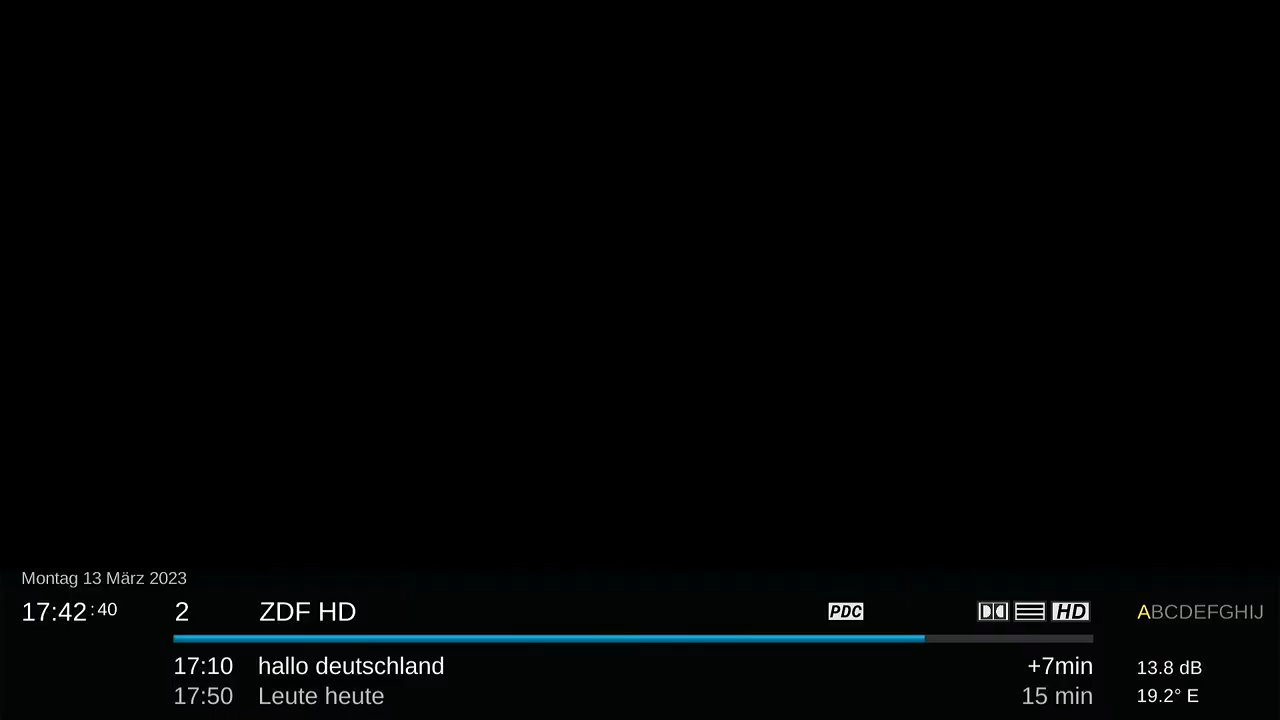 Montag 13 März 2023
17:42:40 2 ZDF HD PDC HD ABCDEFGHIJ
17:10 hallo deutschland +7min 13.8 dB
17:50 Leute heute 15 min 19.2° E